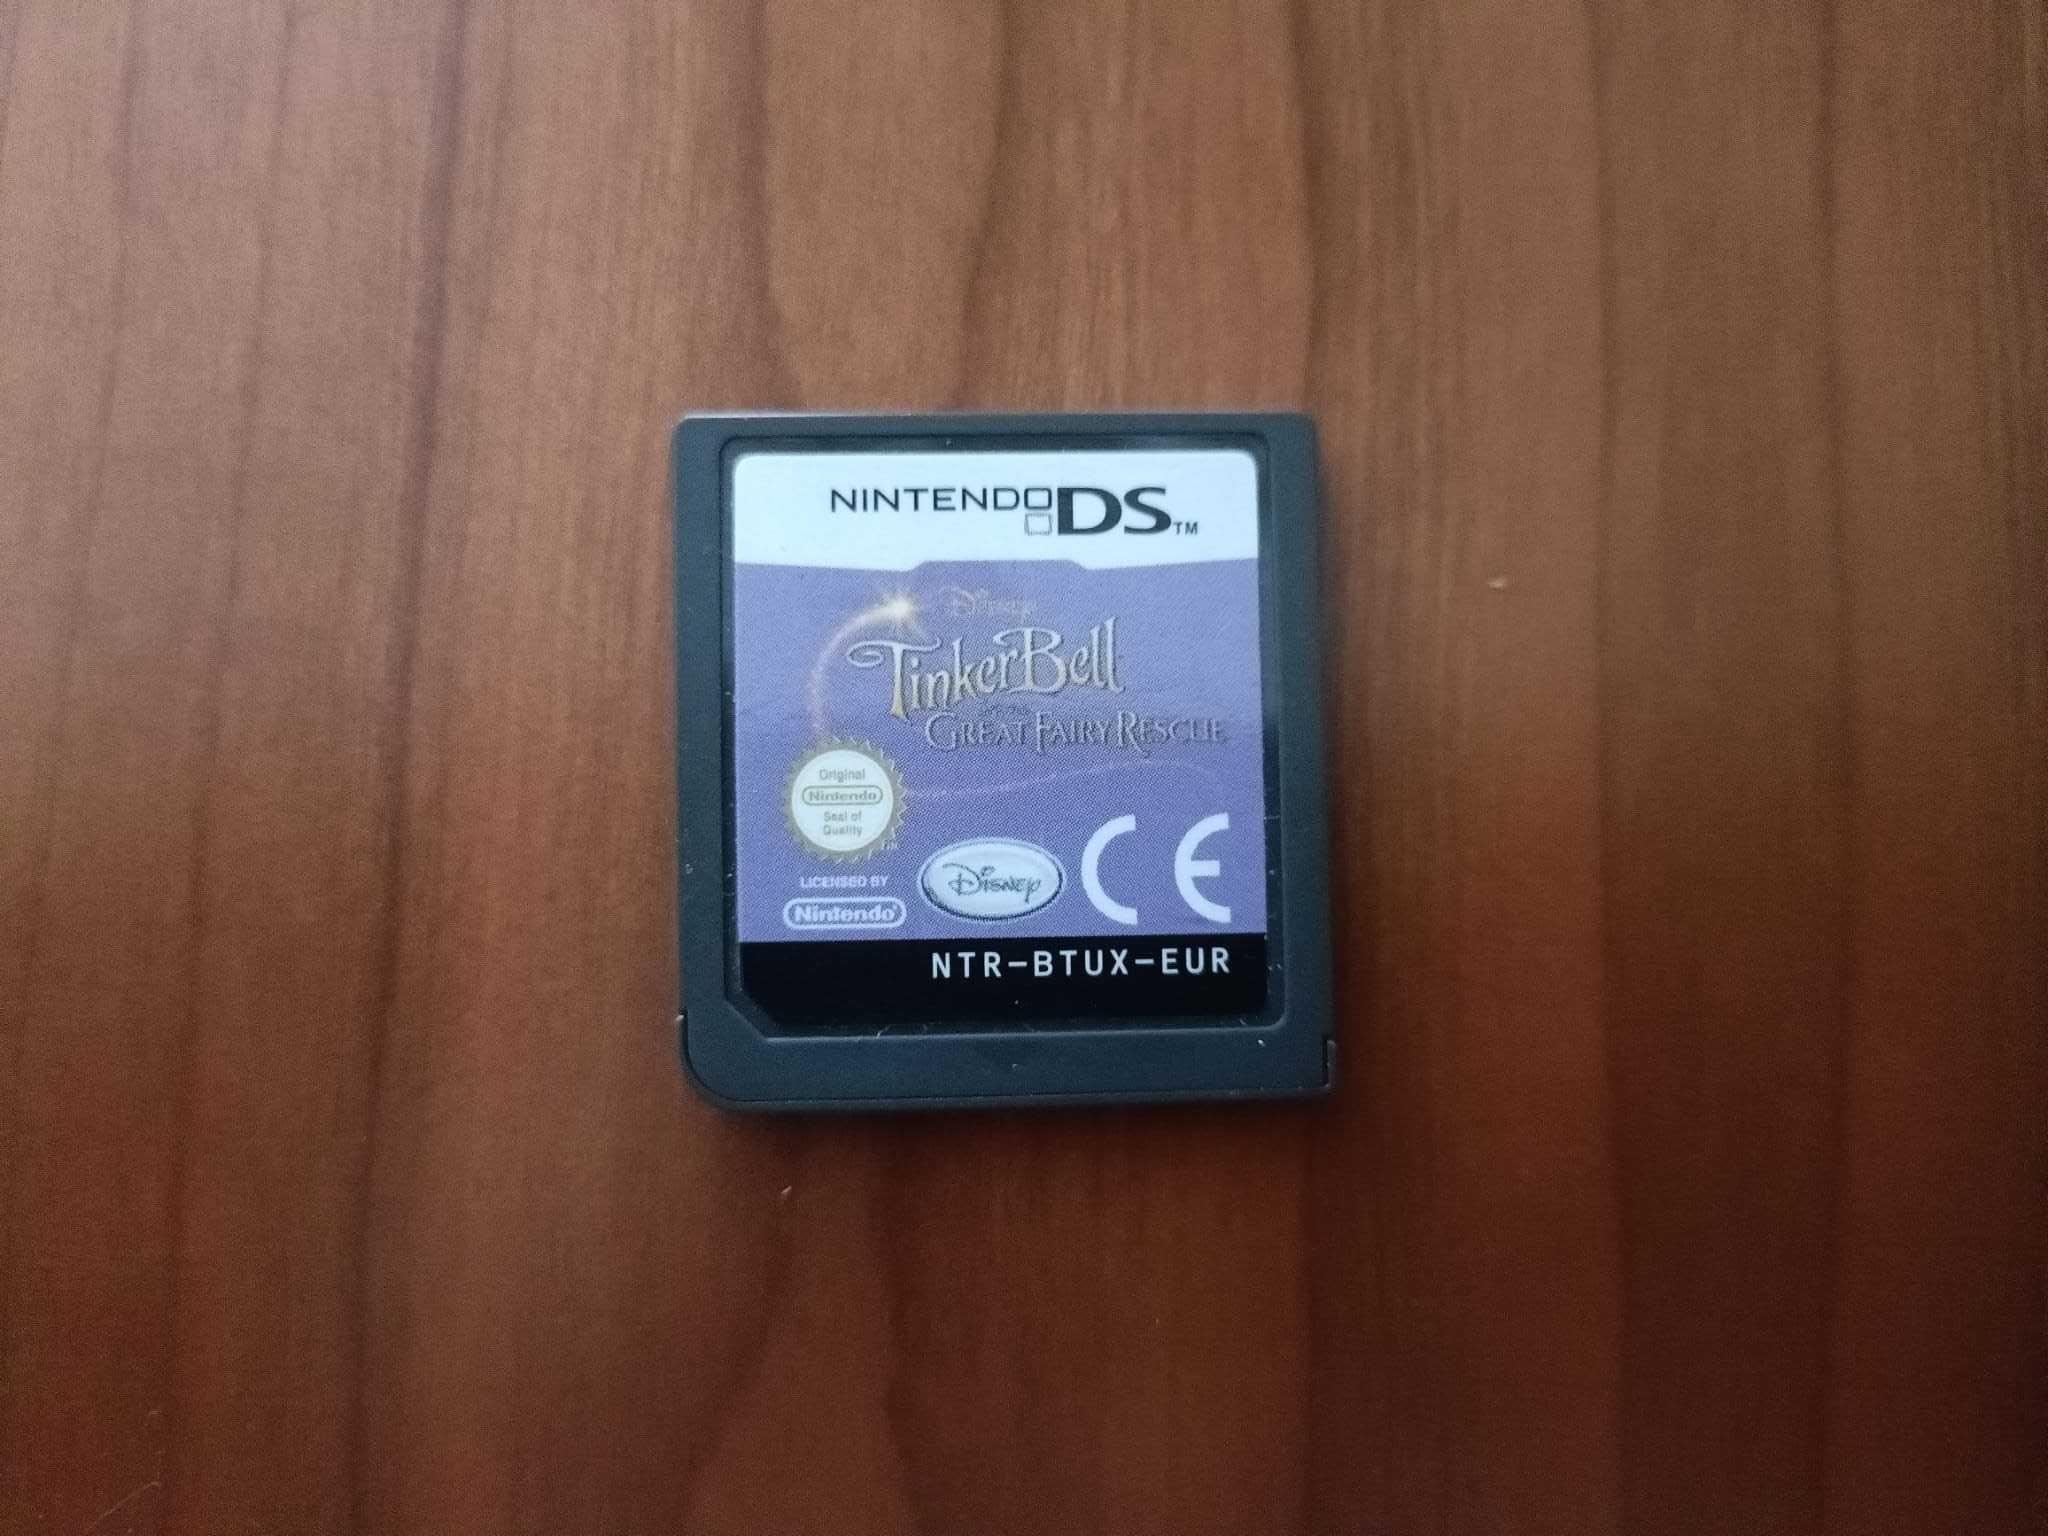 NINTENDO DS™
Disney
TinkerBell
GREAT FAIRY RESCUE
Original
Nintendo
Seal of
Quality
TM
LICENSED BY
Nintendo
Disney
CE
NTR-BTUX-EUR